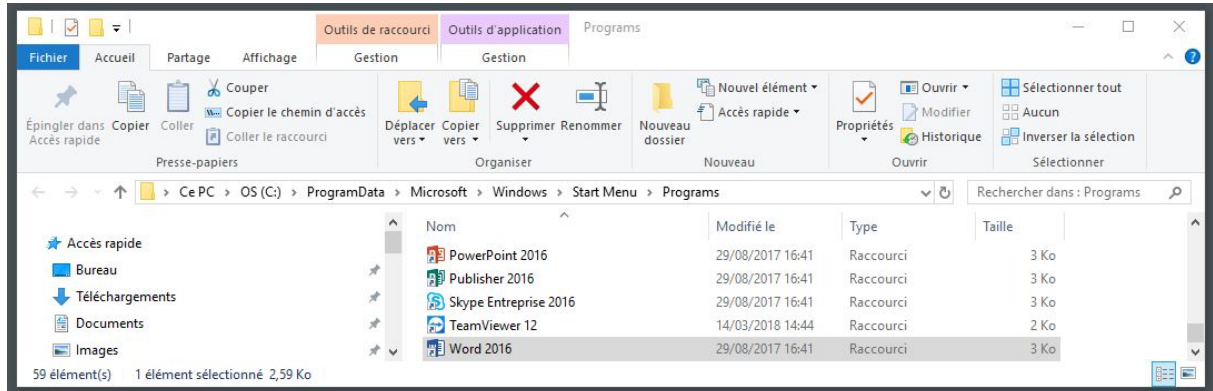 Outils de raccourci Outils d'application Programs
Fichier Accueil Partage Affichage Gestion Gestion
Épingler dans Accès rapide
Copier
Coller
Couper
Copier le chemin d'accès
Coller le raccourci
Presse-papiers
Déplacer vers
Copier vers
Supprimer
Renommer
Organiser
Nouveau dossier
Nouvel élément
Accès rapide
Nouveau
Propriétés
Ouvrir
Modifier
Historique
Ouvrir
Sélectionner tout
Aucun
Inverser la sélection
Sélectionner
Ce PC > OS (C:) > ProgramData > Microsoft > Windows > Start Menu > Programs
Rechercher dans : Programs
Accès rapide
Bureau
Téléchargements
Documents
Images
Nom Modifié le Type Taille
PowerPoint 2016 29/08/2017 16:41 Raccourci 3 Ko
Publisher 2016 29/08/2017 16:41 Raccourci 3 Ko
Skype Entreprise 2016 29/08/2017 16:41 Raccourci 3 Ko
TeamViewer 12 14/03/2018 14:44 Raccourci 2 Ko
Word 2016 29/08/2017 16:41 Raccourci 3 Ko
59 élément(s) 1 élément sélectionné 2,59 Ko